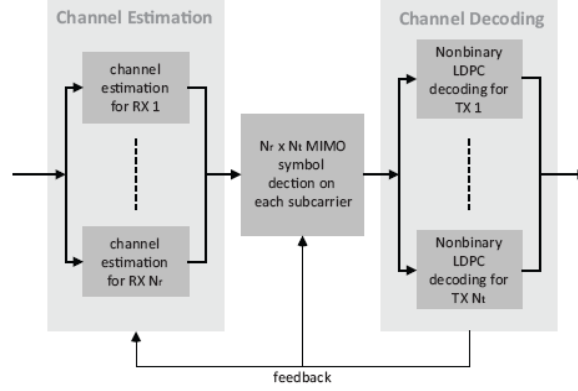 Channel Estimation
channel
estimation
for RX 1
channel
estimation
for RX Nr
Nr x Nt MIMO
symbol
dection on
each subcarrier
Channel Decoding
Nonbinary
LDPC
decoding for
TX 1
Nonbinary
LDPC
decoding for
TX Nt
feedback